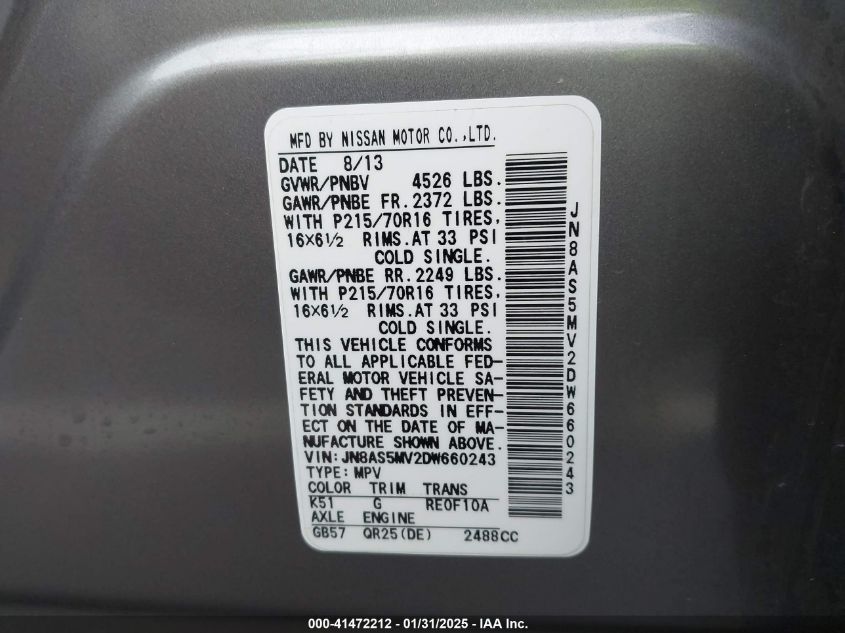 MFD BY NISSAN MOTOR CO.,LTD.
DATE 8/13
GVWR/PNBV 4526 LBS.
GAWR/PNBE FR.2372 LBS.
WITH P215/70R16 TIRES,
16X6½ RIMS.AT 33 PSI
COLD SINGLE.
GAWR/PNBE RR.2249 LBS.
WITH P215/70R16 TIRES,
16X6½ RIMS.AT 33 PSI
COLD SINGLE.
THIS VEHICLE CONFORMS
TO ALL APPLICABLE FED-
ERAL MOTOR VEHICLE SA-
FETY AND THEFT PREVEN-
TION STANDARDS IN EFF-
ECT ON THE DATE OF MA-
NUFACTURE SHOWN ABOVE.
VIN:JN8AS5MV2DW660243
TYPE:MPV
COLOR TRIM TRANS
K51 G RE0F10A
AXLE ENGINE
GB57 QR25(DE) 2488CC
JN8AS5MV2DW660243
000-41472212 - 01/31/2025 - IAA Inc.